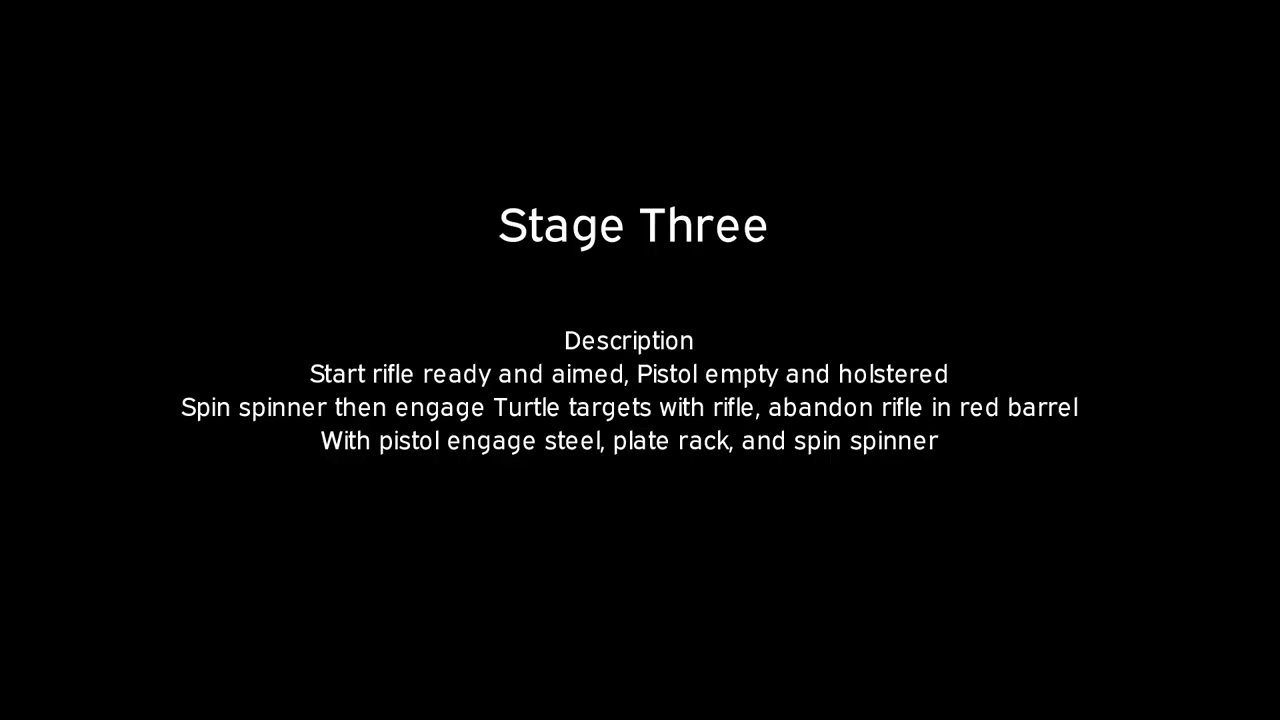 Stage Three
Description
Start rifle ready and aimed, Pistol empty and holstered
Spin spinner then engage Turtle targets with rifle, abandon rifle in red barrel
With pistol engage steel, plate rack, and spin spinner